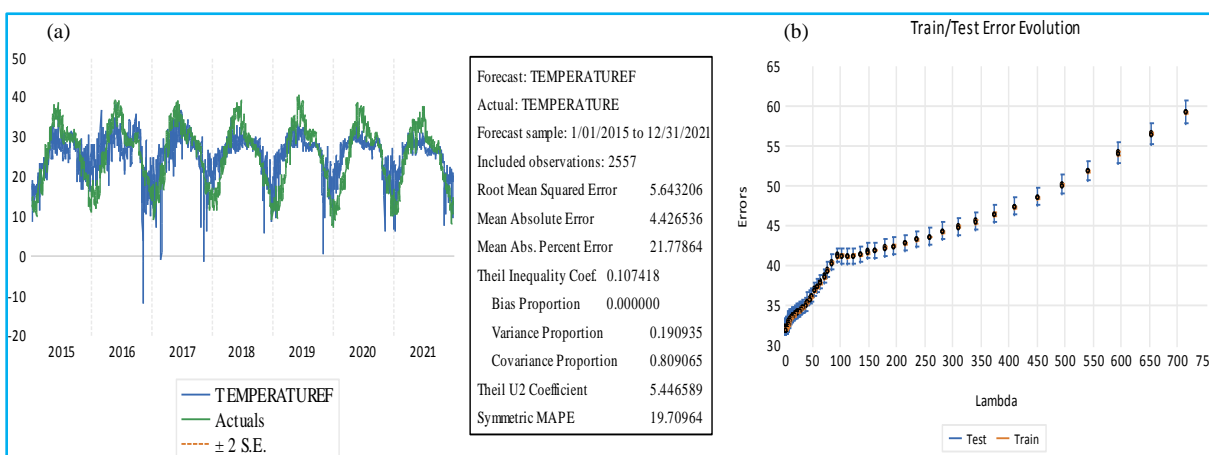 (a)
50
40
30
20
10
0
-10
-20
2015 2016 2017 2018 2019 2020 2021
TEMPERATUREF
Actuals
± 2 S.E.
Forecast: TEMPERATUREF
Actual: TEMPERATURE
Forecast sample: 1/01/2015 to 12/31/2021
Included observations: 2557
Root Mean Squared Error 5.643206
Mean Absolute Error 4.426536
Mean Abs. Percent Error 21.77864
Theil Inequality Coef. 0.107418
Bias Proportion 0.000000
Variance Proportion 0.190935
Covariance Proportion 0.809065
Theil U2 Coefficient 5.446589
Symmetric MAPE 19.70964
(b) Train/Test Error Evolution
65
60
55
50
45
40
35
30
Errors
0 50 100 150 200 250 300 350 400 450 500 550 600 650 700 75
Lambda
Test Train